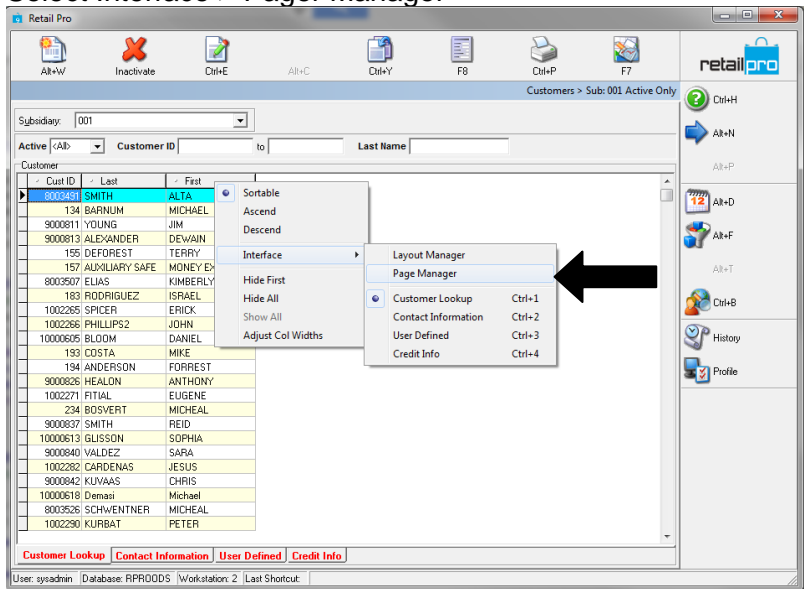 Select Interface > Pager Manager
Retail Pro
Alt+W Inactivate Ctrl+E Alt+C Ctrl+Y F8 Ctrl+P F7
retail pro
Customers > Sub: 001 Active Only
Ctrl+H
Subsidiary: 001
Alt+N
Active <All> Customer ID to Last Name
Alt+P
Customer
Cust ID Last First
8003491 SMITH ALTA
134 BARNUM MICHAEL
9000811 YOUNG JIM
9000813 ALEXANDER DEWAIN
155 DEFOREST TERRY
157 AUXILIARY SAFE MONEY EX
8003507 ELIAS KIMBERLY
183 RODRIGUEZ ISRAEL
1002265 SPICER ERICK
1002266 PHILLIPS2 JOHN
10000605 BLOOM DANIEL
193 COSTA MIKE
194 ANDERSON FORREST
9000826 HEALON ANTHONY
1002271 FITIAL EUGENE
234 BOSVERT MICHEAL
9000837 SMITH REID
10000613 GLISSON SOPHIA
9000840 VALDEZ SARA
1002282 CARDENAS JESUS
9000842 KUVAAS CHRIS
10000618 Demasi Michael
8003526 SCHWENTNER MICHEAL
1002290 KURBAT PETER
Sortable
Ascend
Descend
Interface
Hide First
Hide All
Show All
Adjust Col Widths
Layout Manager
Page Manager
Customer Lookup Ctrl+1
Contact Information Ctrl+2
User Defined Ctrl+3
Credit Info Ctrl+4
12 Alt+D
Alt+F
Alt+T
Ctrl+B
History
Profile
Customer Lookup Contact Information User Defined Credit Info
User: sysadmin Database: RPROODS Workstation: 2 Last Shortcut: